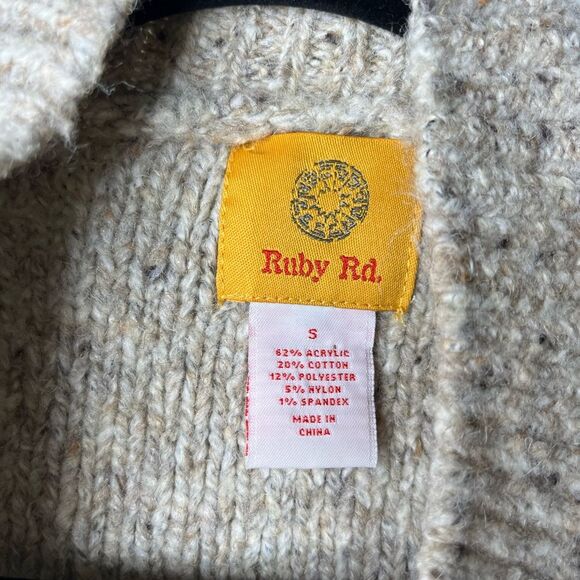 Ruby Rd.
S
62% ACRYLIC
20% COTTON
12% POLYESTER
5% NYLON
1% SPANDEX
MADE IN
CHINA